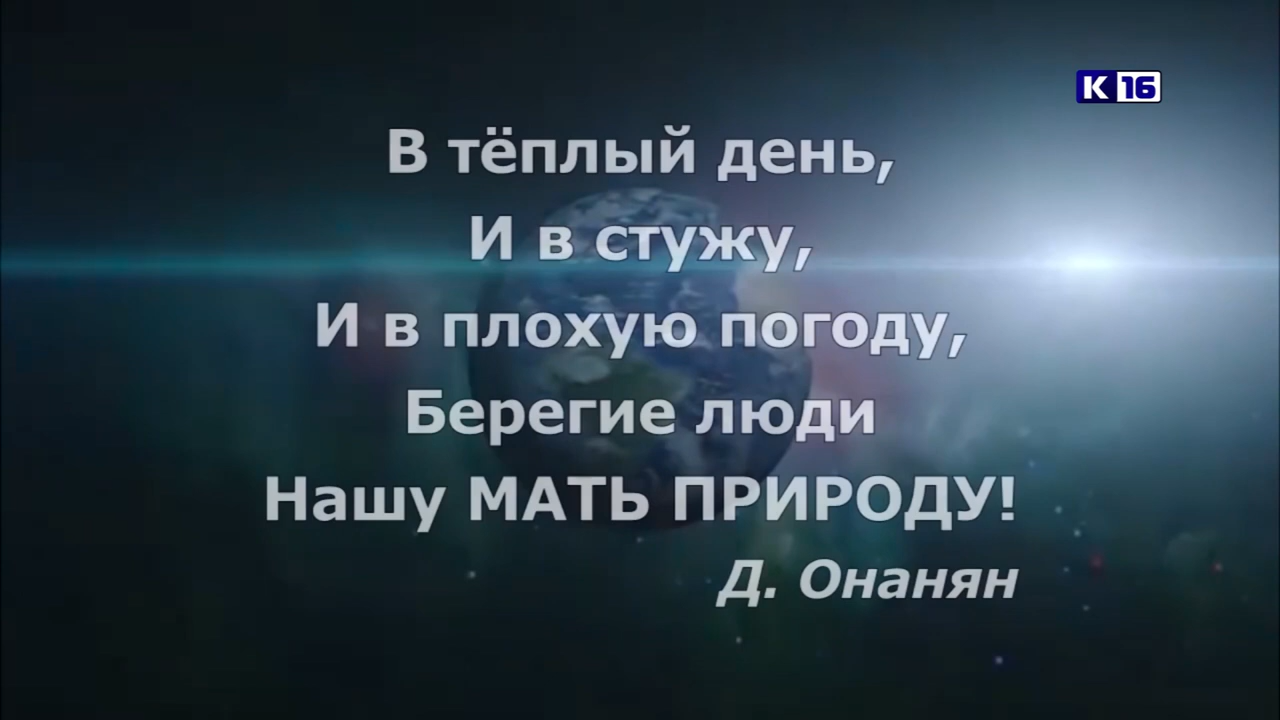 К 16
В тёплый день,
И в стужу,
И в плохую погоду,
Берегие люди
Нашу МАТЬ ПРИРОДУ!
Д. Онанян